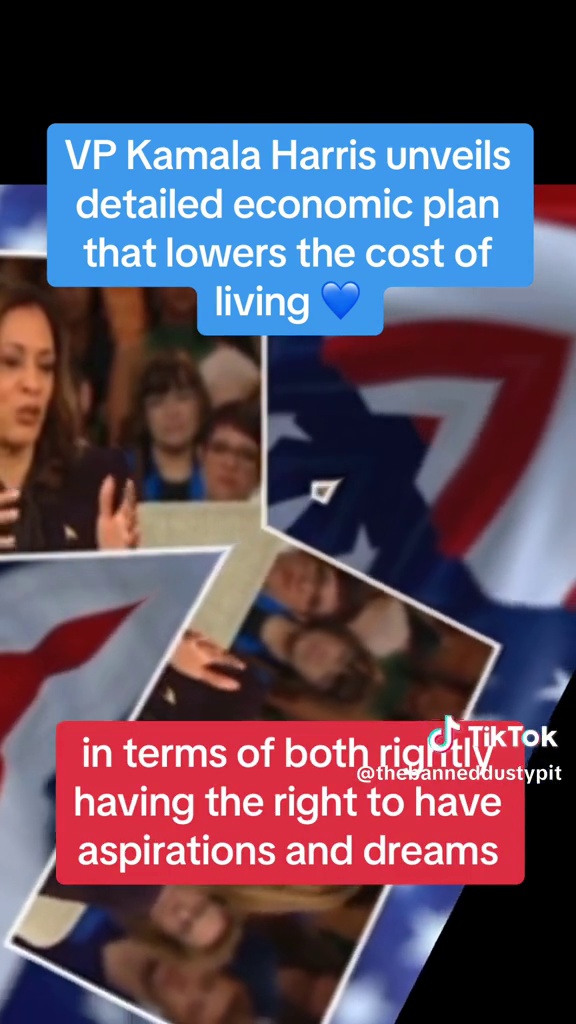 VP Kamala Harris unveils
detailed economic plan
that lowers the cost of
living 💙
in terms of both rightly
TikTok
@thebanneddustypit
having the right to have
aspirations and dreams